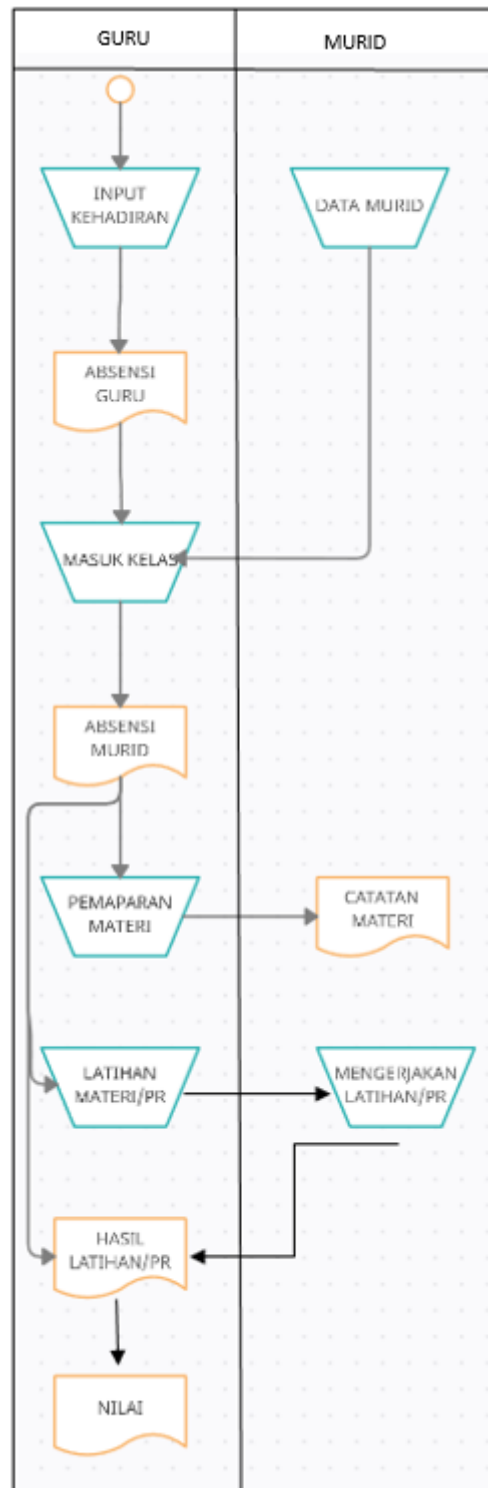 GURU
MURID
INPUT
KEHADIRAN
DATA MURID
ABSENSI
GURU
MASUK KELAS
ABSENSI
MURID
PEMAPARAN
MATERI
CATATAN
MATERI
LATIHAN
MATERI/PR
MENGERJAKAN
LATIHAN/PR
HASIL
LATIHAN/PR
NILAI